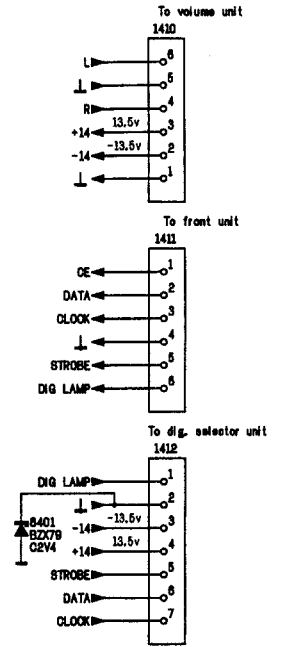 To volume unit
1410
L 6
⊥ 5
R 4
+14 13.5v 3
-14 -13.5v 2
⊥ 1
To front unit
1411
CE 1
DATA 2
CLOCK 3
⊥ 4
STROBE 5
DIG LAMP 6
To dig. selector unit
1412
DIG LAMP 1
⊥ 2
-14 -13.5v 3
+14 13.5v 4
STROBE 5
DATA 6
CLOCK 7
6401
BZX79
C2V4